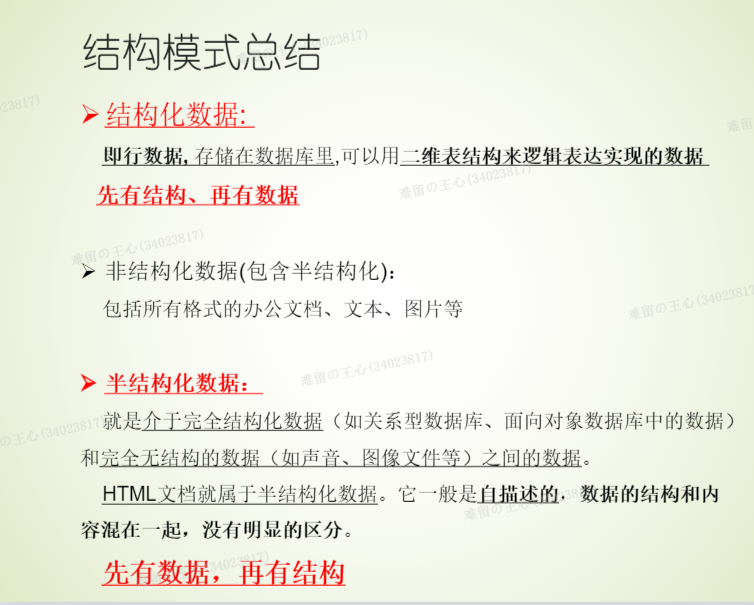 结构模式总结
结构化数据:
即行数据,存储在数据库里,可以用二维表结构来逻辑表达实现的数据
先有结构、再有数据
非结构化数据(包含半结构化):
包括所有格式的办公文档、文本、图片等
半结构化数据:
就是介于完全结构化数据（如关系型数据库、面向对象数据库中的数据）
和完全无结构的数据（如声音、图像文件等）之间的数据。
HTML文档就属于半结构化数据。它一般是自描述的，数据的结构和内
容混在一起，没有明显的区分。
先有数据，再有结构
难留の王心(34023817)